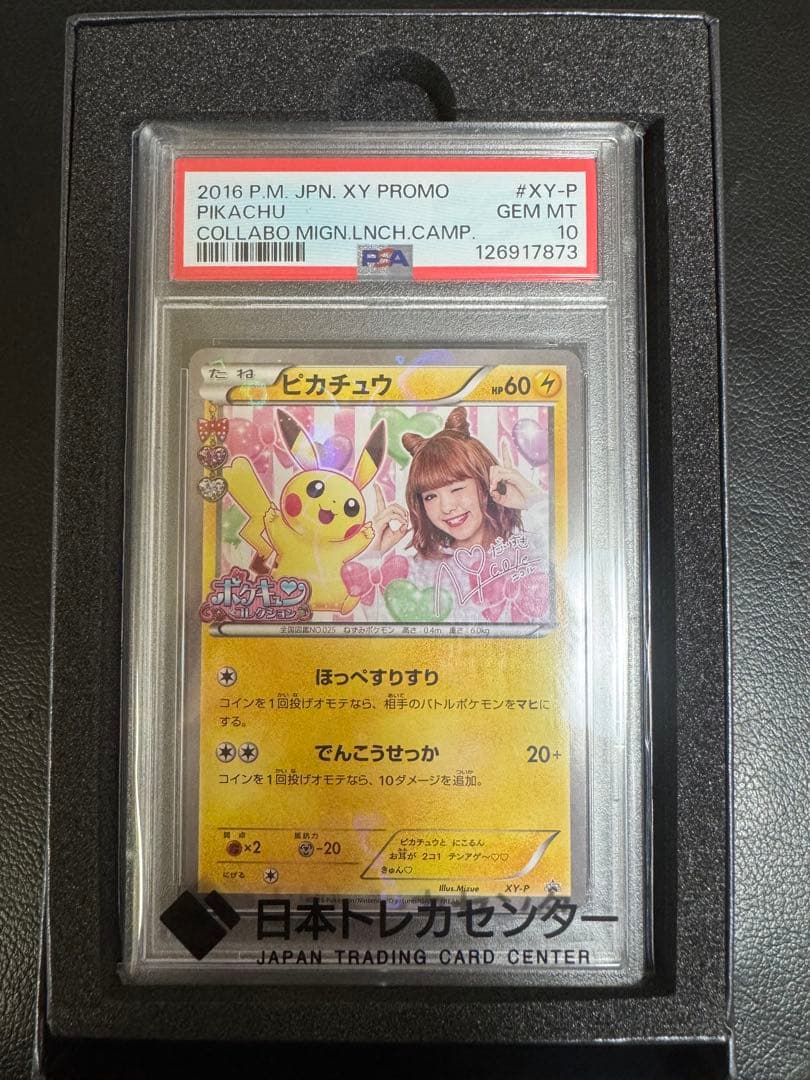 2016 P.M. JPN. XY PROMO #XY-P
PIKACHU GEM MT
COLLABO MIGN.LNCH.CAMP. 10
PSA 126917873
たね ピカチュウ HP60
ポケキュン
コレクション
だいすき
ニコル
全国図鑑NO.025 ねずみポケモン 高さ:0.4m 重さ:6.0kg
ほっぺすりすり
コインを1回投げオモテなら、相手のバトルポケモンをマヒに
する。
でんこうせっか 20+
コインを1回投げオモテなら、10ダメージを追加。
弱点 ×2 抵抗力 -20
にげる
ピカチュウと にこるん
お耳が 2コ1 テンアゲ〜♡♡
きゅん♡
Illus.Mizue XY-P
日本トレカセンター
JAPAN TRADING CARD CENTER